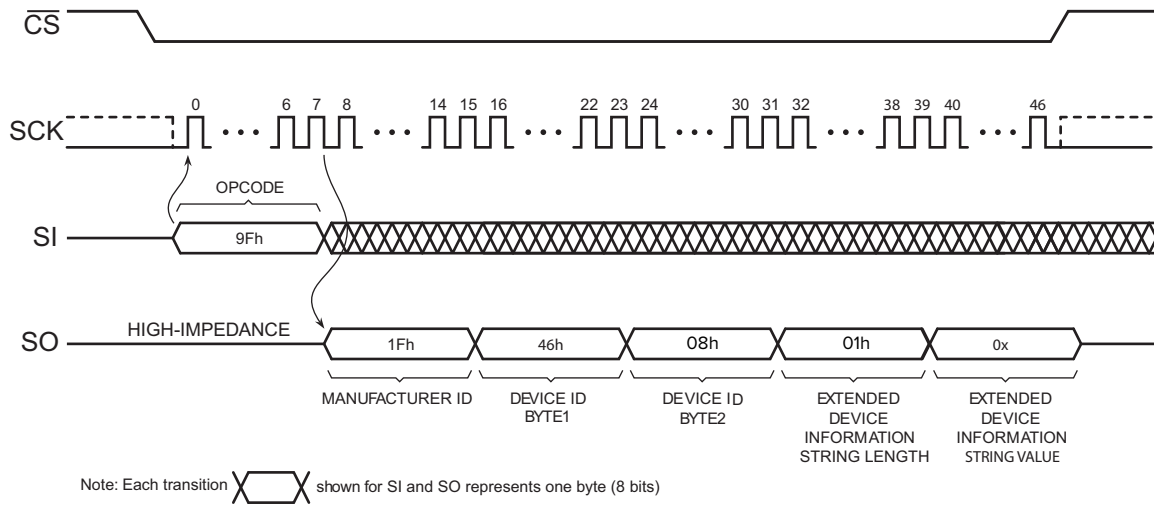 CS
0 6 7 8 14 15 16 22 23 24 30 31 32 38 39 40 46
SCK
OPCODE
SI
9Fh
HIGH-IMPEDANCE
SO
1Fh 46h 08h 01h 0x
MANUFACTURER ID
DEVICE ID
BYTE1
DEVICE ID
BYTE2
EXTENDED
DEVICE
INFORMATION
STRING LENGTH
EXTENDED
DEVICE
INFORMATION
STRING VALUE
Note: Each transition shown for SI and SO represents one byte (8 bits)